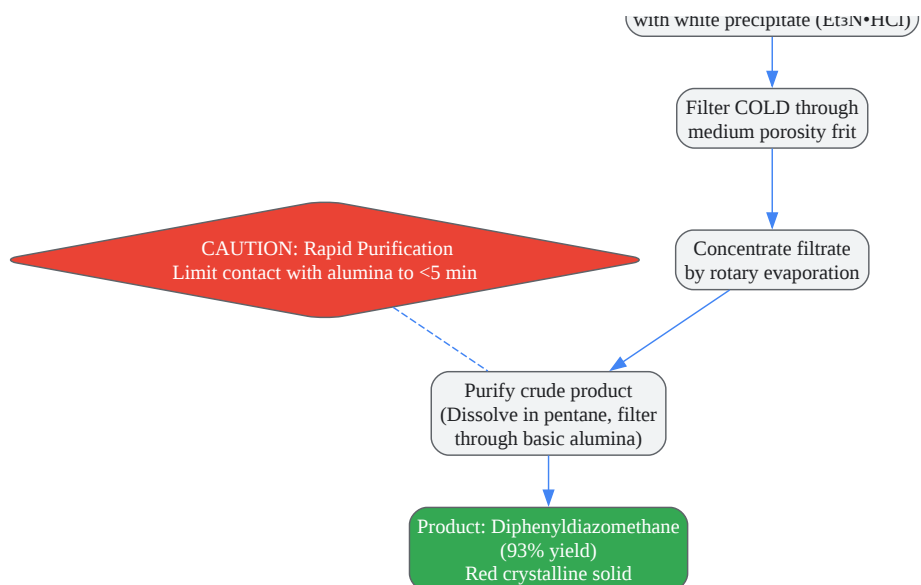 with white precipitate (Et₃N•HCl)
Filter COLD through
medium porosity frit
CAUTION: Rapid Purification
Limit contact with alumina to <5 min
Concentrate filtrate
by rotary evaporation
Purify crude product
(Dissolve in pentane, filter
through basic alumina)
Product: Diphenyldiazomethane
(93% yield)
Red crystalline solid